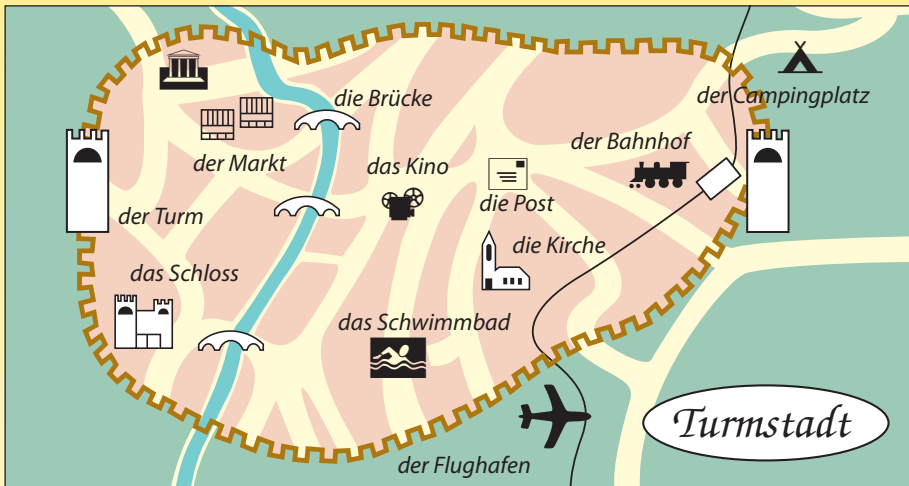 die Brücke
der Campingplatz
der Bahnhof
der Markt
das Kino
die Post
der Turm
die Kirche
das Schloss
das Schwimmbad
Turmstadt
der Flughafen